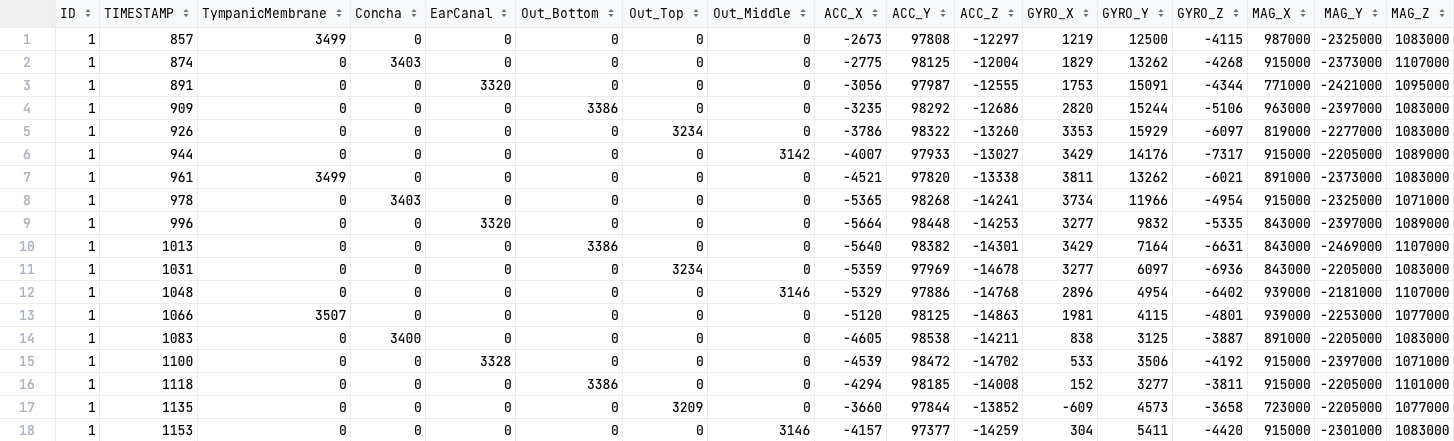 ID TIMESTAMP TympanicMembrane Concha EarCanal Out_Bottom Out_Top Out_Middle ACC_X ACC_Y ACC_Z GYRO_X GYRO_Y GYRO_Z MAG_X MAG_Y MAG_Z
1 1 857 3499 0 0 0 0 0 -2673 97808 -12297 1219 12500 -4115 987000 -2325000 1083000
2 1 874 0 3403 0 0 0 0 -2775 98125 -12004 1829 13262 -4268 915000 -2373000 1107000
3 1 891 0 0 3320 0 0 0 -3056 97987 -12555 1753 15091 -4344 771000 -2421000 1095000
4 1 909 0 0 0 3386 0 0 -3235 98292 -12686 2820 15244 -5106 963000 -2397000 1083000
5 1 926 0 0 0 0 3234 0 -3786 98322 -13260 3353 15929 -6097 819000 -2277000 1083000
6 1 944 0 0 0 0 0 3142 -4007 97933 -13027 3429 14176 -7317 915000 -2205000 1089000
7 1 961 3499 0 0 0 0 0 -4521 97820 -13338 3811 13262 -6021 891000 -2373000 1083000
8 1 978 0 3403 0 0 0 0 -5365 98268 -14241 3734 11966 -4954 915000 -2325000 1071000
9 1 996 0 0 3320 0 0 0 -5664 98448 -14253 3277 9832 -5335 843000 -2397000 1089000
10 1 1013 0 0 0 3386 0 0 -5640 98382 -14301 3429 7164 -6631 843000 -2469000 1107000
11 1 1031 0 0 0 0 3234 0 -5359 97969 -14678 3277 6097 -6936 843000 -2205000 1083000
12 1 1048 0 0 0 0 0 3146 -5329 97886 -14768 2896 4954 -6402 939000 -2181000 1107000
13 1 1066 3507 0 0 0 0 0 -5120 98125 -14863 1981 4115 -4801 939000 -2253000 1077000
14 1 1083 0 3400 0 0 0 0 -4605 98538 -14211 838 3125 -3887 891000 -2205000 1083000
15 1 1100 0 0 3328 0 0 0 -4539 98472 -14702 533 3506 -4192 915000 -2397000 1071000
16 1 1118 0 0 0 3386 0 0 -4294 98185 -14008 152 3277 -3811 915000 -2205000 1101000
17 1 1135 0 0 0 0 3209 0 -3660 97844 -13852 -609 4573 -3658 723000 -2205000 1077000
18 1 1153 0 0 0 0 0 3146 -4157 97377 -14259 304 5411 -4420 915000 -2301000 1083000